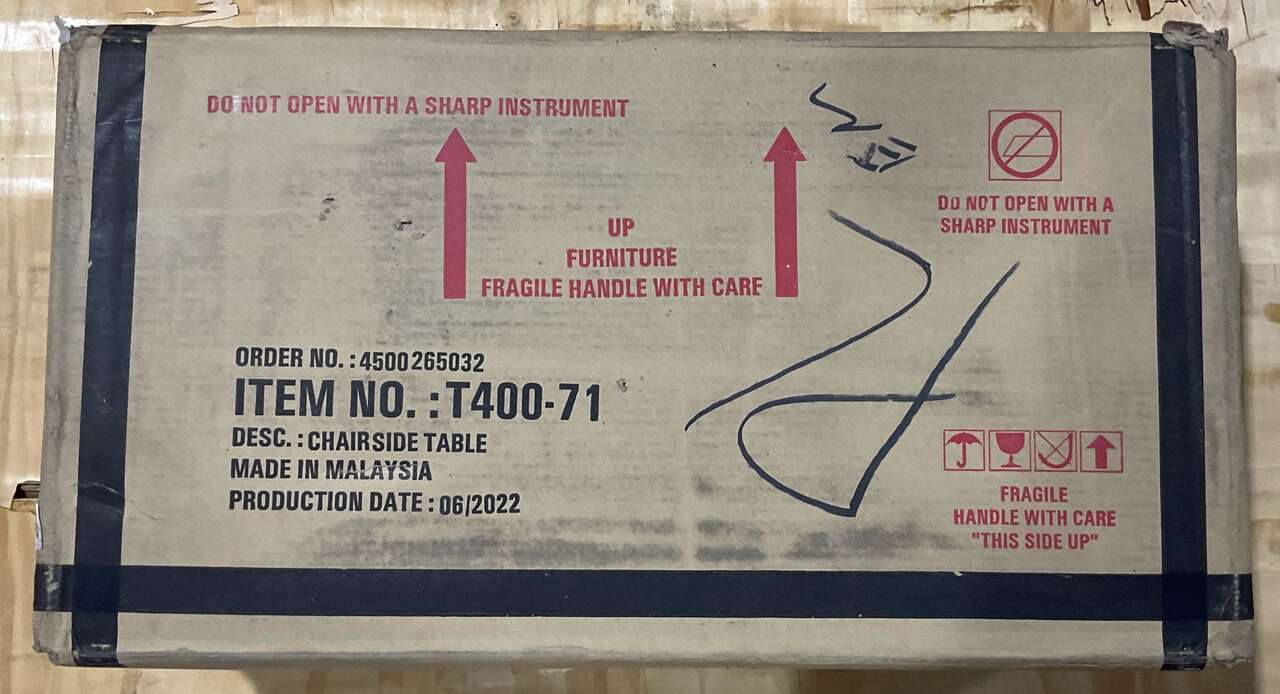 DO NOT OPEN WITH A SHARP INSTRUMENT
UP
FURNITURE
FRAGILE HANDLE WITH CARE
DO NOT OPEN WITH A
SHARP INSTRUMENT
ORDER NO. : 4500265032
ITEM NO. : T400-71
DESC. : CHAIRSIDE TABLE
MADE IN MALAYSIA
PRODUCTION DATE : 06/2022
FRAGILE
HANDLE WITH CARE
"THIS SIDE UP"